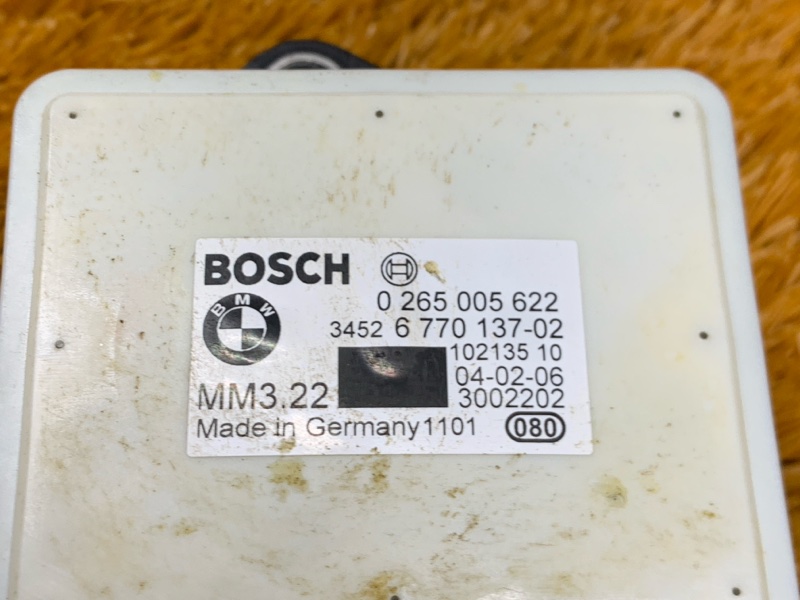 BOSCH
0 265 005 622
BMW
3452 6 770 137-02
102135 10
04-02-06
MM3.22
3002202
Made in Germany 1101
080